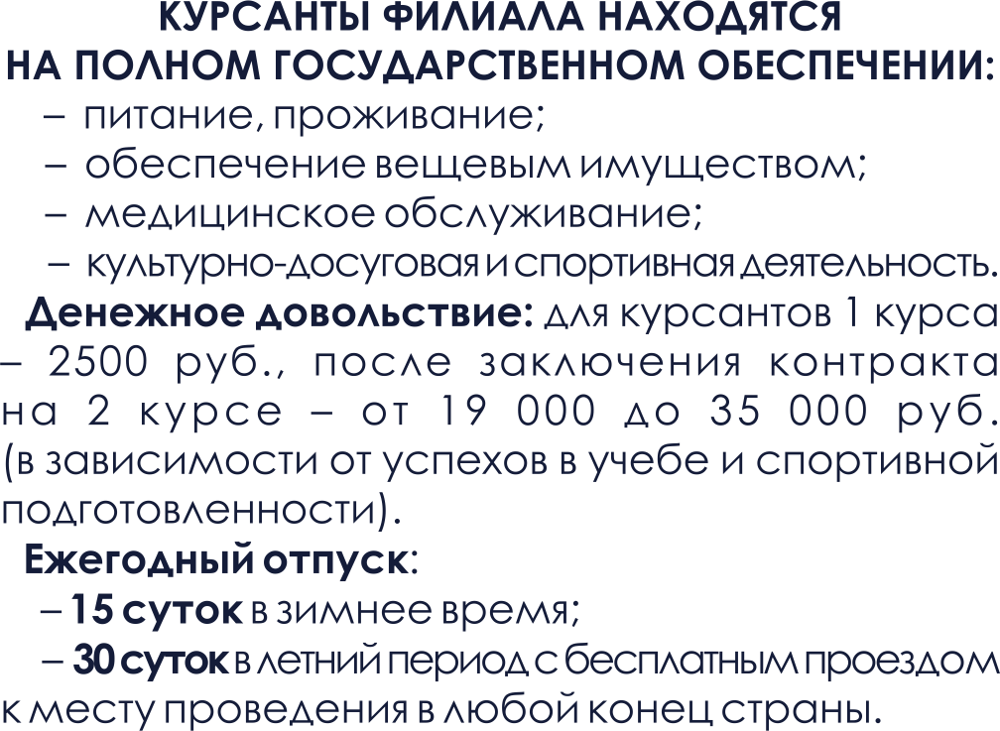 КУРСАНТЫ ФИЛИАЛА НАХОДЯТСЯ
НА ПОЛНОМ ГОСУДАРСТВЕННОМ ОБЕСПЕЧЕНИИ:
– питание, проживание;
– обеспечение вещевым имуществом;
– медицинское обслуживание;
– культурно-досуговая и спортивная деятельность.
Денежное довольствие: для курсантов 1 курса
– 2500 руб., после заключения контракта
на 2 курсе – от 19 000 до 35 000 руб.
(в зависимости от успехов в учебе и спортивной
подготовленности).
Ежегодный отпуск:
– 15 суток в зимнее время;
– 30 суток в летний период с бесплатным проездом
к месту проведения в любой конец страны.